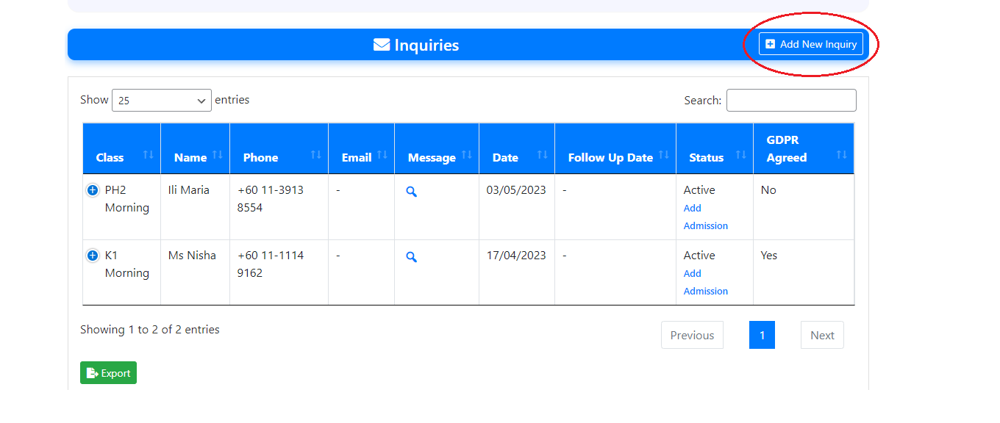 Inquiries
Add New Inquiry
Show 25 entries
Search:
Class Name Phone Email Message Date Follow Up Date Status GDPR Agreed
PH2 Ili Maria +60 11-3913 - 03/05/2023 - Active No
Morning 8554 Add
Admission
K1 Ms Nisha +60 11-1114 - 17/04/2023 - Active Yes
Morning 9162 Add
Admission
Showing 1 to 2 of 2 entries
Previous 1 Next
Export